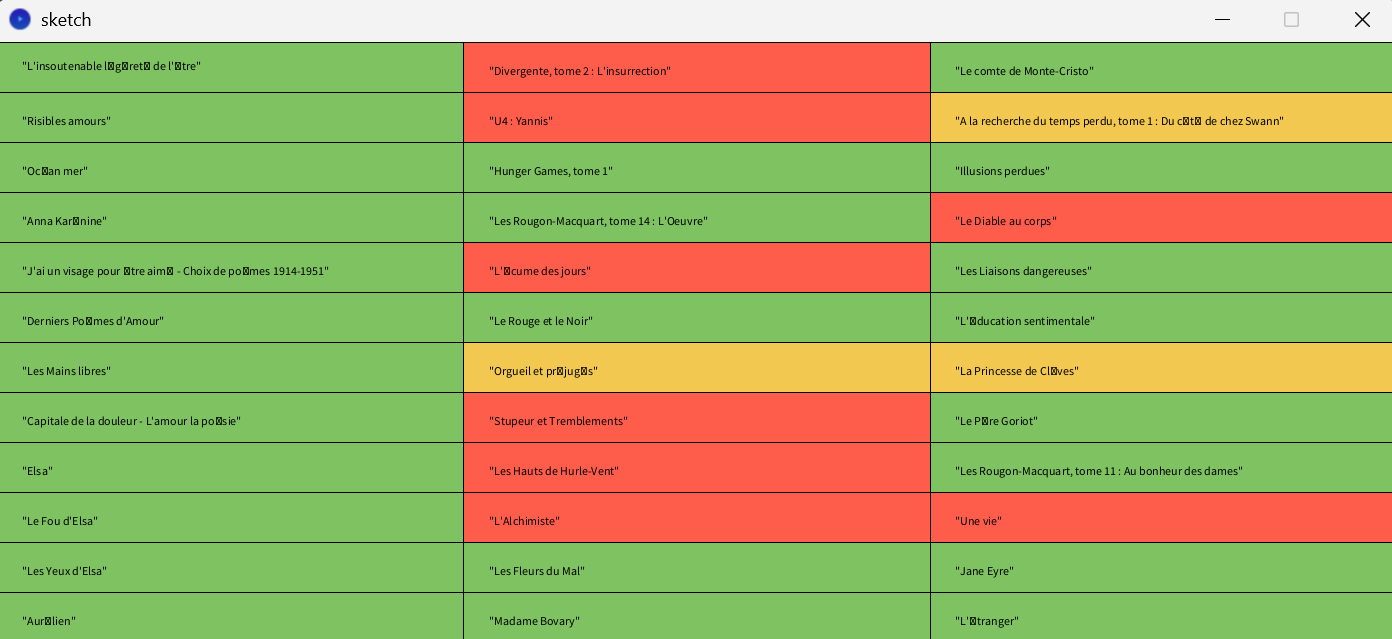 sketch
"L'insoutenable l☒g☒ret☒ de l'☒tre"
"Divergente, tome 2 : L'insurrection"
"Le comte de Monte-Cristo"
"Risibles amours"
"U4 : Yannis"
"A la recherche du temps perdu, tome 1 : Du c☒t☒ de chez Swann"
"Oc☒an mer"
"Hunger Games, tome 1"
"Illusions perdues"
"Anna Kar☒nine"
"Les Rougon-Macquart, tome 14 : L'Oeuvre"
"Le Diable au corps"
"J'ai un visage pour ☒tre aim☒ - Choix de po☒mes 1914-1951"
"L'☒cume des jours"
"Les Liaisons dangereuses"
"Derniers Po☒mes d'Amour"
"Le Rouge et le Noir"
"L'☒ducation sentimentale"
"Les Mains libres"
"Orgueil et pr☒jug☒s"
"La Princesse de Cl☒ves"
"Capitale de la douleur - L'amour la po☒sie"
"Stupeur et Tremblements"
"Le P☒re Goriot"
"Elsa"
"Les Hauts de Hurle-Vent"
"Les Rougon-Macquart, tome 11 : Au bonheur des dames"
"Le Fou d'Elsa"
"L'Alchimiste"
"Une vie"
"Les Yeux d'Elsa"
"Les Fleurs du Mal"
"Jane Eyre"
"Aur☒lien"
"Madame Bovary"
"L'☒tranger"